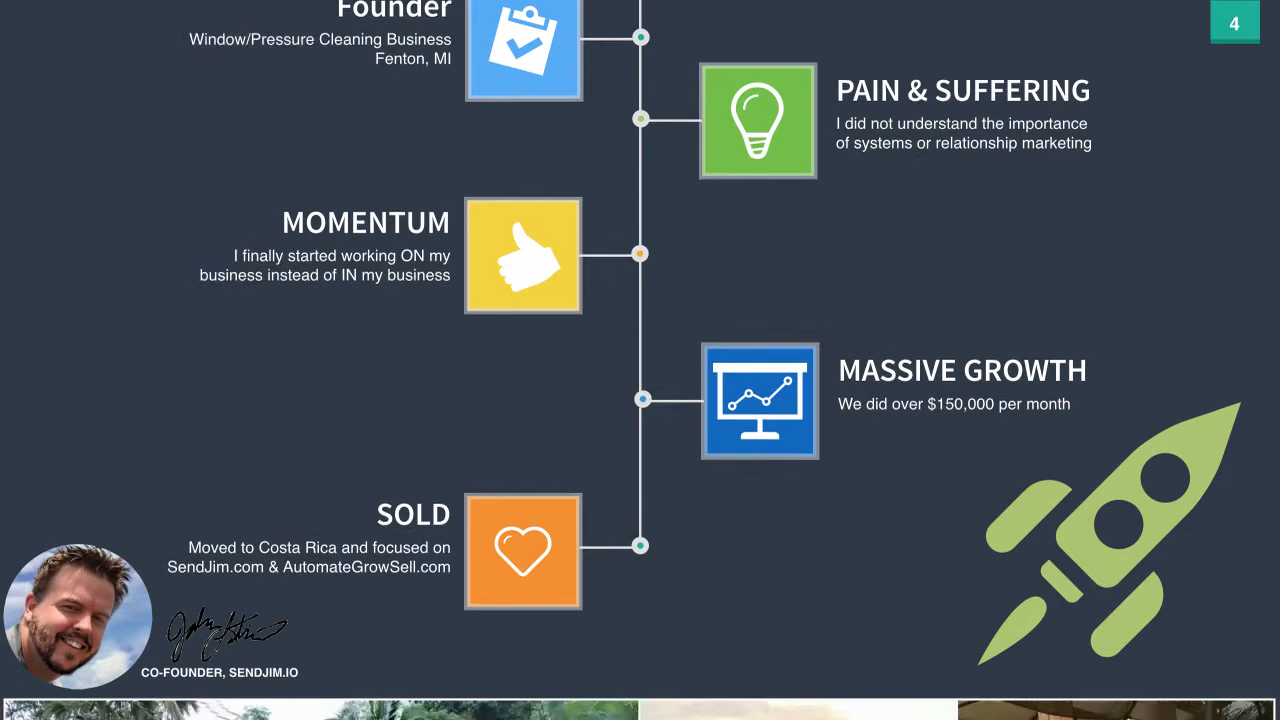 4
Founder
Window/Pressure Cleaning Business
Fenton, MI
PAIN & SUFFERING
I did not understand the importance
of systems or relationship marketing
MOMENTUM
I finally started working ON my
business instead of IN my business
MASSIVE GROWTH
We did over $150,000 per month
SOLD
Moved to Costa Rica and focused on
SendJim.com & AutomateGrowSell.com
CO-FOUNDER, SENDJIM.IO